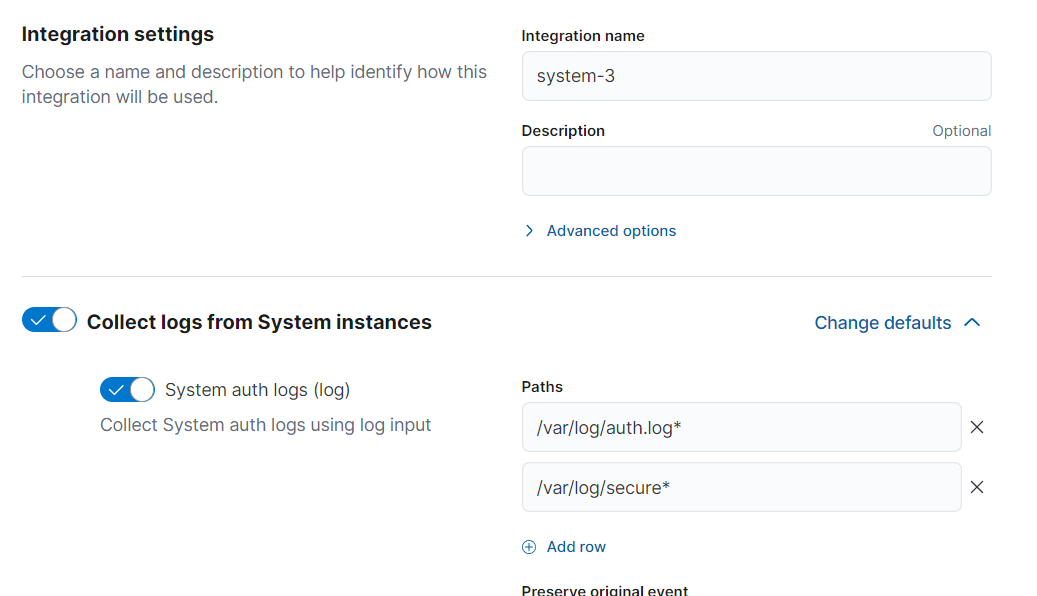 Integration settings
Choose a name and description to help identify how this
integration will be used.
Integration name
system-3
Description
Optional
Advanced options
Collect logs from System instances
Change defaults
System auth logs (log)
Collect System auth logs using log input
Paths
/var/log/auth.log*
/var/log/secure*
Add row
Preserve original event